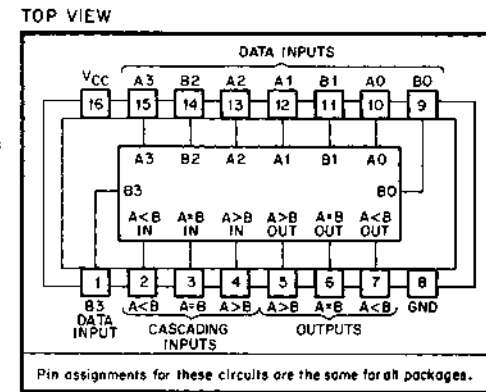 TOP VIEW
DATA INPUTS
VCC A3 B2 A2 A1 B1 A0 B0
16 15 14 13 12 11 10 9
A3 B2 A2 A1 B1 A0
B3 B0
A<B A=B A>B A>B A=B A<B
IN IN IN OUT OUT OUT
1 2 3 4 5 6 7 8
B3 A<B A=B A>B A>B A=B A<B GND
DATA INPUT
CASCADING INPUTS
OUTPUTS
Pin assignments for these circuits are the same for all packages.